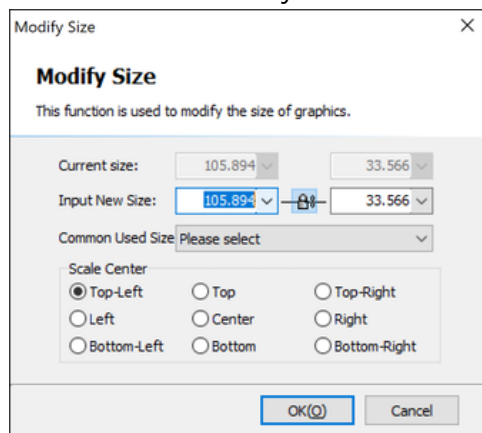 Modify Size
Modify Size
This function is used to modify the size of graphics.
Current size: 105.894 33.566
Input New Size: 105.894 33.566
Common Used Size Please select
Scale Center
Top-Left Top Top-Right
Left Center Right
Bottom-Left Bottom Bottom-Right
OK(O) Cancel